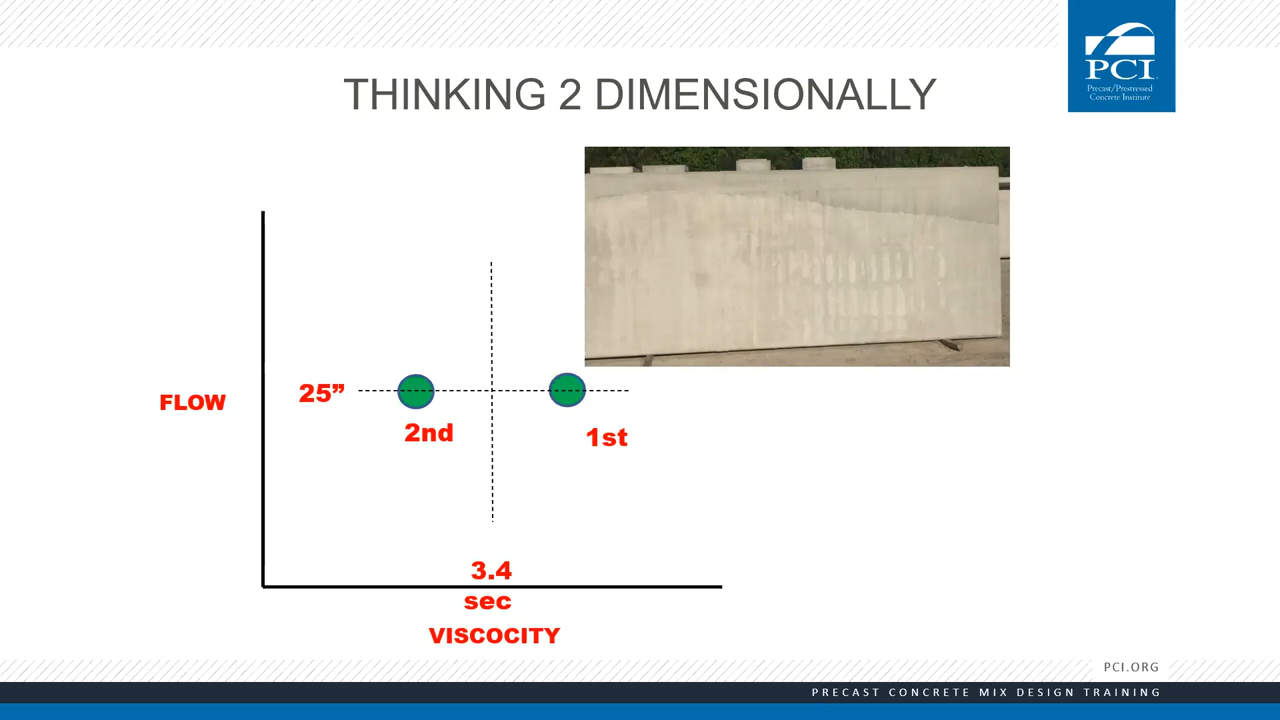 PCI
Precast/Prestressed
Concrete Institute
THINKING 2 DIMENSIONALLY
FLOW
25”
2nd
1st
3.4
sec
VISCOCITY
PCI.ORG
PRECAST CONCRETE MIX DESIGN TRAINING